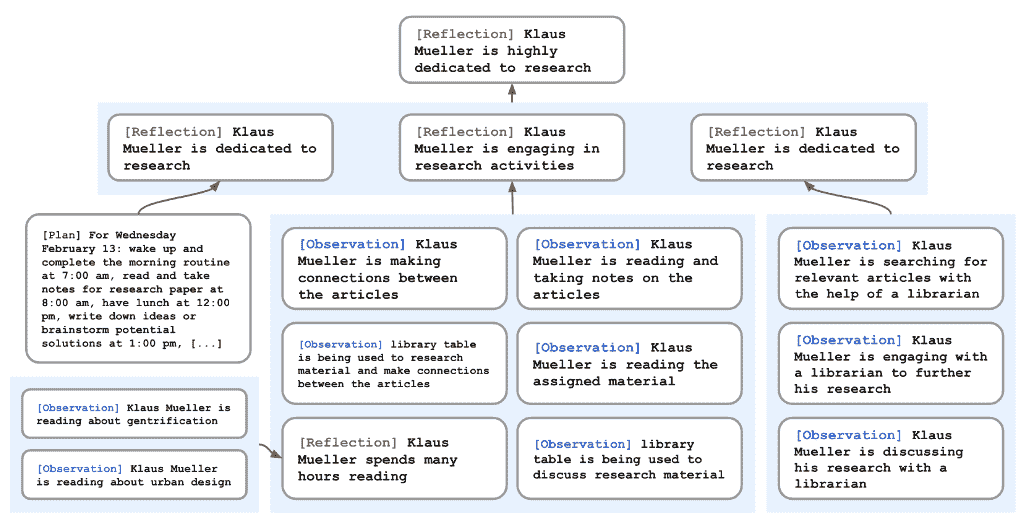 [Reflection] Klaus
Mueller is highly
dedicated to research
[Reflection] Klaus
Mueller is dedicated to
research
[Reflection] Klaus
Mueller is engaging in
research activities
[Reflection] Klaus
Mueller is dedicated to
research
[Plan] For Wednesday
February 13: wake up and
complete the morning routine
at 7:00 am, read and take
notes for research paper at
8:00 am, have lunch at 12:00
pm, write down ideas or
brainstorm potential
solutions at 1:00 pm, [...]
[Observation] Klaus
Mueller is making
connections between
the articles
[Observation] Klaus
Mueller is reading and
taking notes on the
articles
[Observation] Klaus
Mueller is searching for
relevant articles with
the help of a librarian
[Observation] library table
is being used to research
material and make connections
between the articles
[Observation] Klaus
Mueller is reading the
assigned material
[Observation] Klaus
Mueller is engaging with
a librarian to further
his research
[Observation] Klaus Mueller is
reading about gentrification
[Observation] Klaus Mueller
is reading about urban design
[Reflection] Klaus
Mueller spends many
hours reading
[Observation] library
table is being used to
discuss research material
[Observation] Klaus
Mueller is discussing
his research with a
librarian